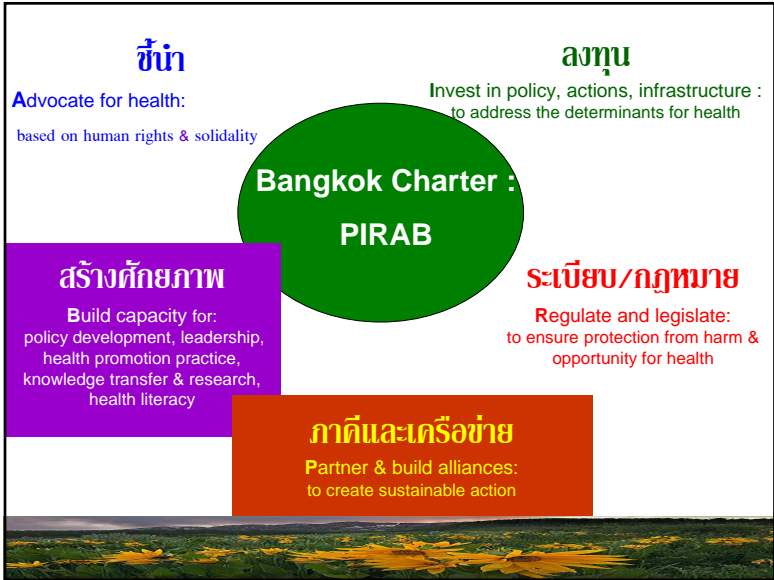 ชี้นำ
Advocate for health:
based on human rights & solidality
ลงทุน
Invest in policy, actions, infrastructure :
to address the determinants for health
Bangkok Charter :
PIRAB
สร้างศักยภาพ
Build capacity for:
policy development, leadership,
health promotion practice,
knowledge transfer & research,
health literacy
ระเบียบ/กฎหมาย
Regulate and legislate:
to ensure protection from harm &
opportunity for health
ภาคีและเครือข่าย
Partner & build alliances:
to create sustainable action